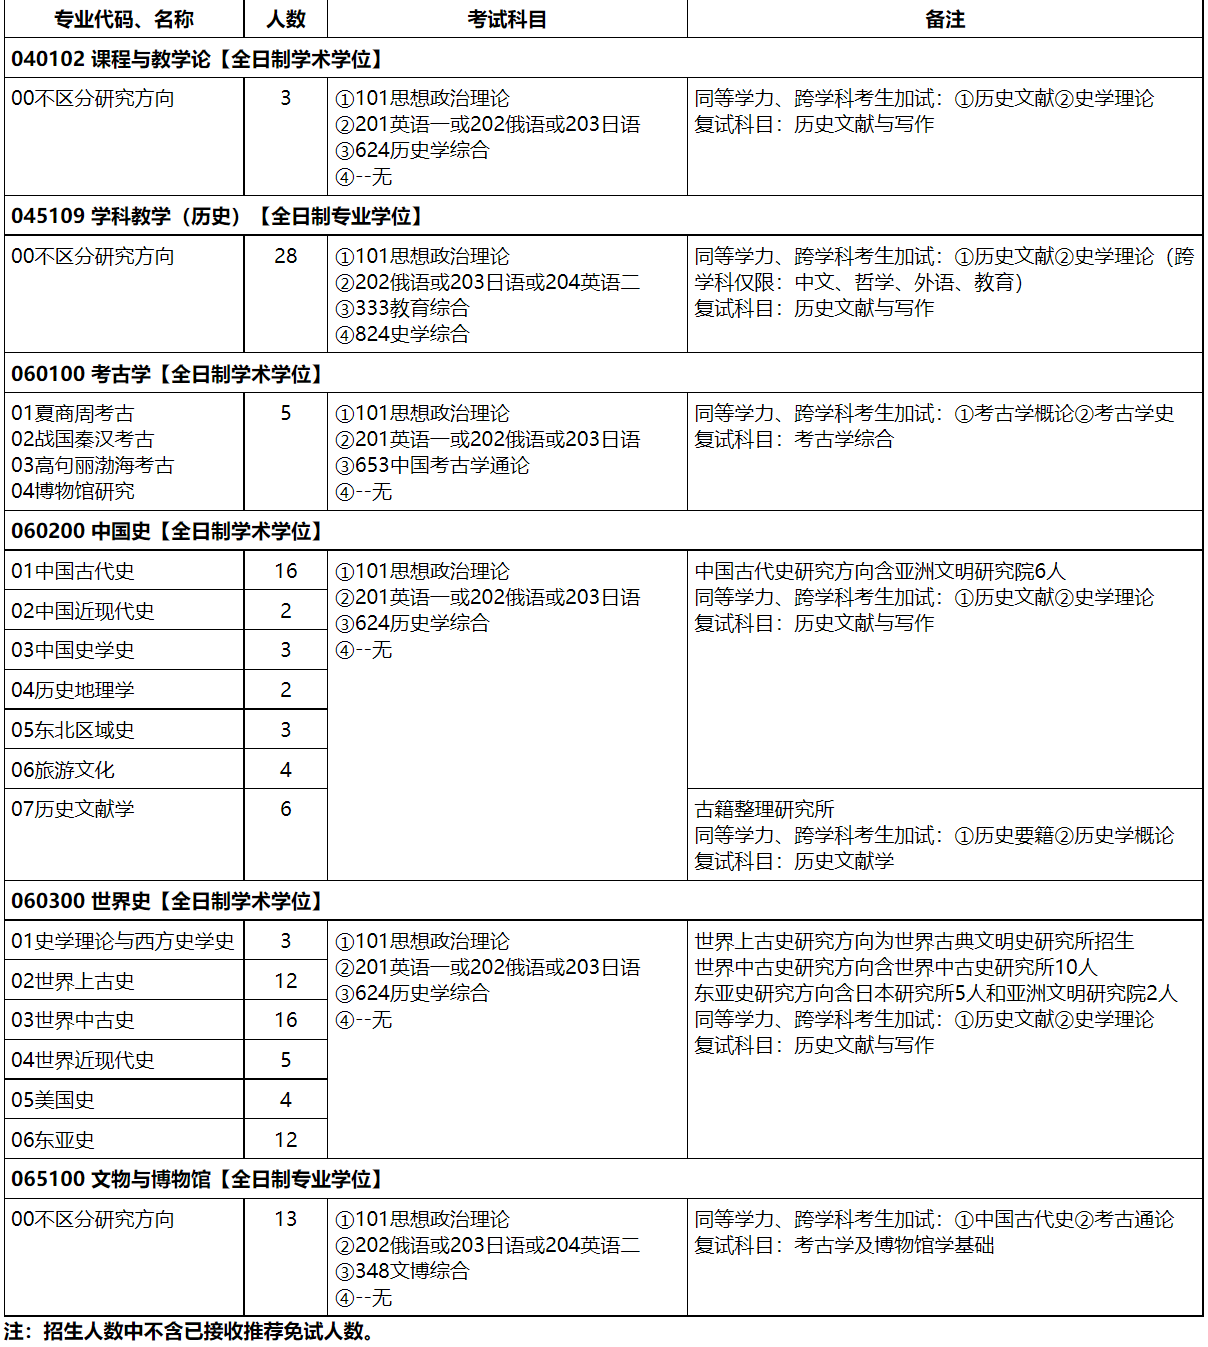 专业代码、名称 人数 考试科目 备注
040102 课程与教学论【全日制学术学位】
00不区分研究方向 3 ①101思想政治理论 同等学力、跨学科考生加试：①历史文献②史学理论
②201英语一或202俄语或203日语 复试科目：历史文献与写作
③624历史学综合
④--无
045109 学科教学（历史）【全日制专业学位】
00不区分研究方向 28 ①101思想政治理论 同等学力、跨学科考生加试：①历史文献②史学理论（跨
②202俄语或203日语或204英语二 学科仅限：中文、哲学、外语、教育）
③333教育综合 复试科目：历史文献与写作
④824史学综合
060100 考古学【全日制学术学位】
01夏商周考古 5 ①101思想政治理论 同等学力、跨学科考生加试：①考古学概论②考古学史
02战国秦汉考古 ②201英语一或202俄语或203日语 复试科目：考古学综合
03高句丽渤海考古 ③653中国考古学通论
04博物馆研究 ④--无
060200 中国史【全日制学术学位】
01中国古代史 16 ①101思想政治理论 中国古代史研究方向含亚洲文明研究院6人
②201英语一或202俄语或203日语 同等学力、跨学科考生加试：①历史文献②史学理论
02中国近现代史 2 ③624历史学综合 复试科目：历史文献与写作
03中国史学史 3 ④--无
04历史地理学 2
05东北区域史 3
06旅游文化 4
07历史文献学 6 古籍整理研究所
同等学力、跨学科考生加试：①历史要籍②历史学概论
复试科目：历史文献学
060300 世界史【全日制学术学位】
01史学理论与西方史学史 3 ①101思想政治理论 世界上古史研究方向为世界古典文明史研究所招生
②201英语一或202俄语或203日语 世界中古史研究方向含世界中古史研究所10人
02世界上古史 12 ③624历史学综合 东亚史研究方向含日本研究所5人和亚洲文明研究院2人
03世界中古史 16 ④--无 同等学力、跨学科考生加试：①历史文献②史学理论
复试科目：历史文献与写作
04世界近现代史 5
05美国史 4
06东亚史 12
065100 文物与博物馆【全日制专业学位】
00不区分研究方向 13 ①101思想政治理论 同等学力、跨学科考生加试：①中国古代史②考古通论
②202俄语或203日语或204英语二 复试科目：考古学及博物馆学基础
③348文博综合
④--无
注：招生人数中不含已接收推荐免试人数。